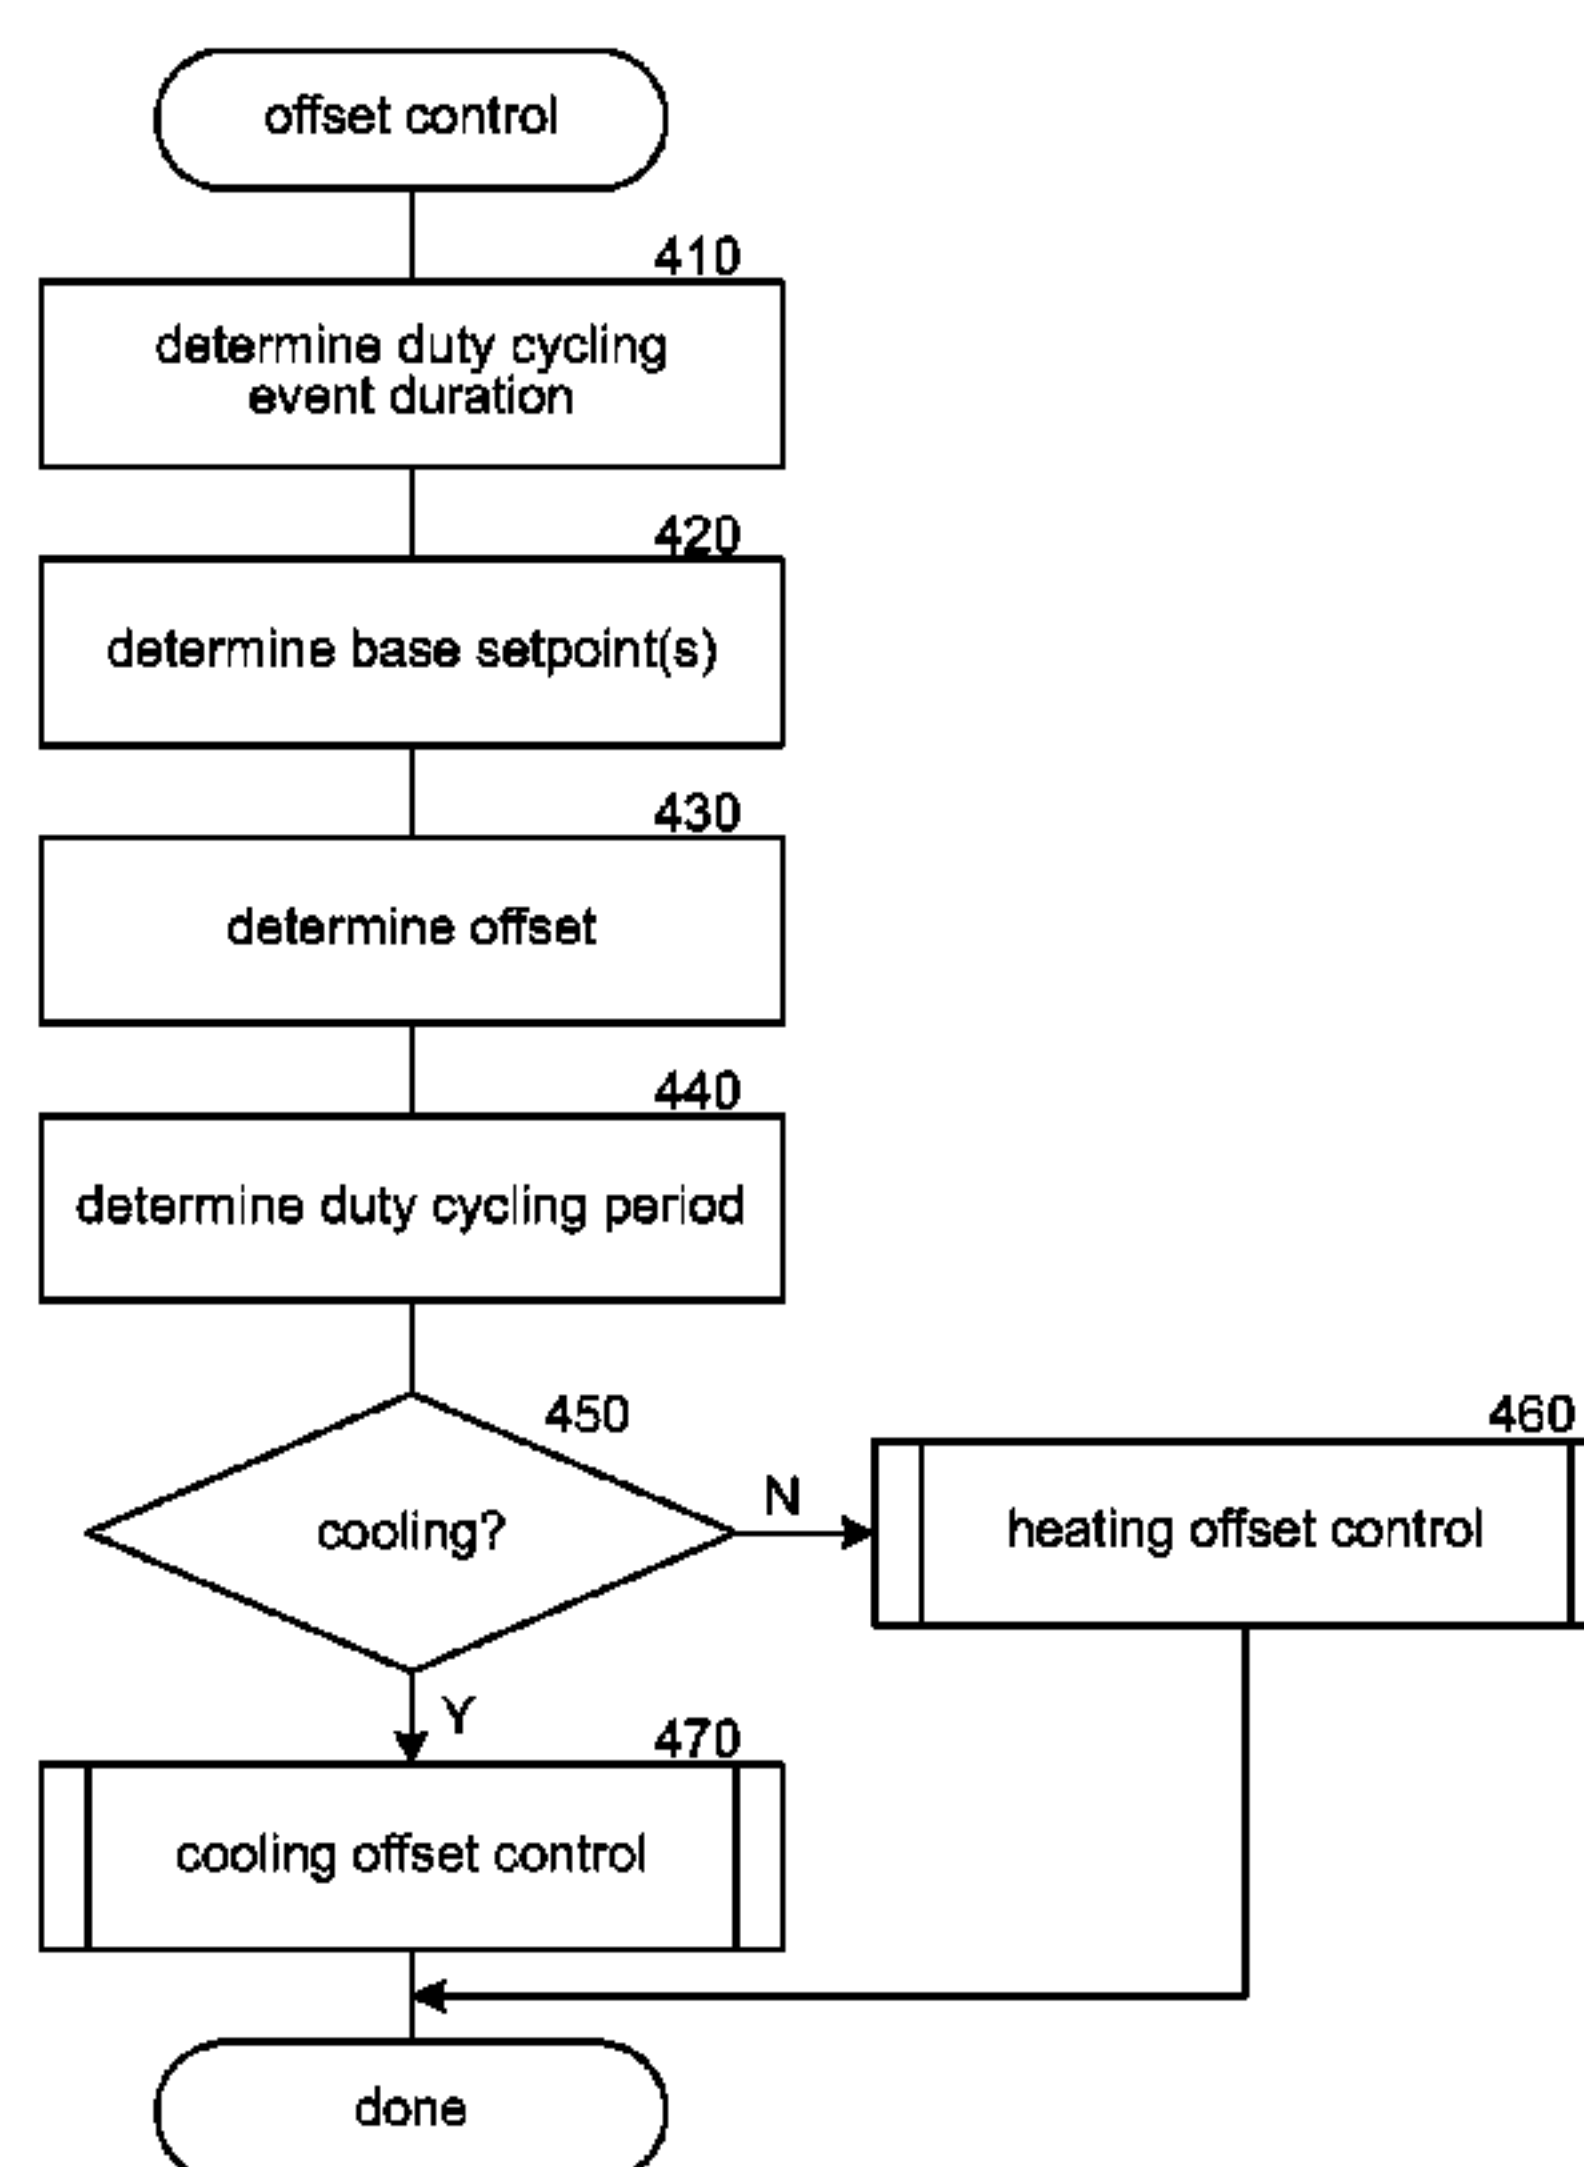 offset control
410
determine duty cycling
event duration
420
determine base setpoint(s)
430
determine offset
440
determine duty cycling period
450
cooling?
N
460
heating offset control
Y
470
cooling offset control
done